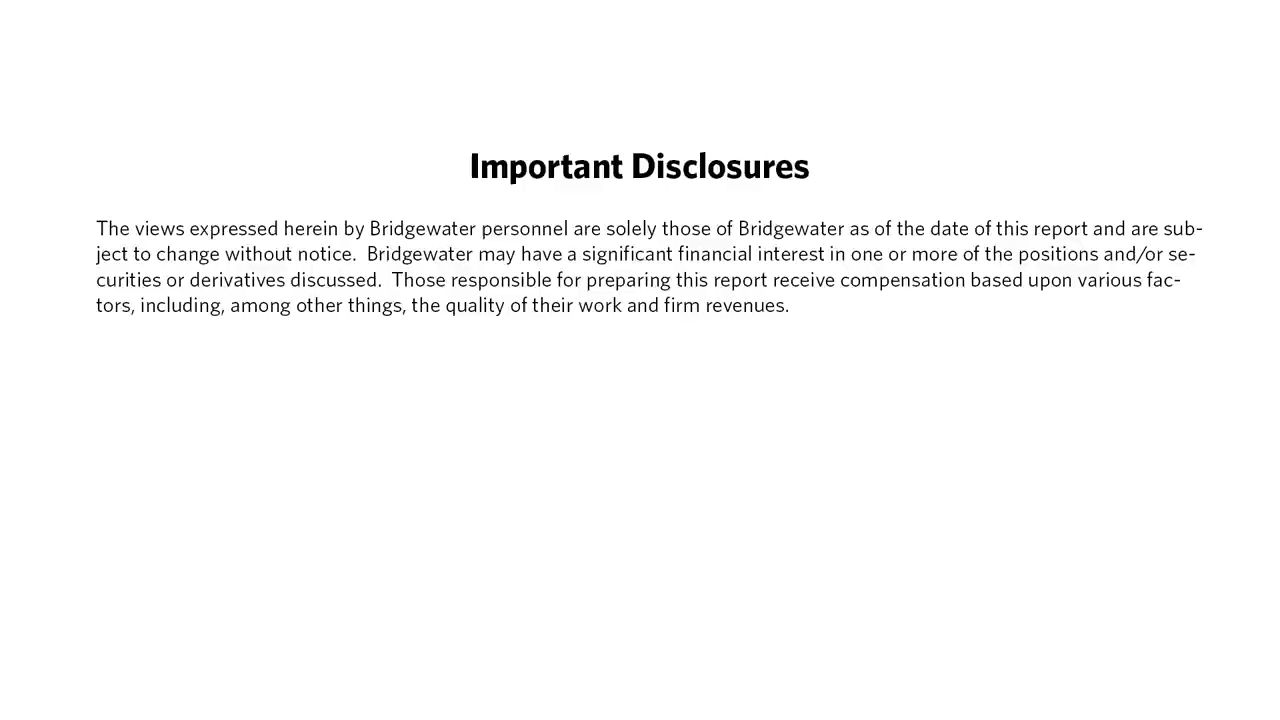 Important Disclosures
The views expressed herein by Bridgewater personnel are solely those of Bridgewater as of the date of this report and are sub-
ject to change without notice.  Bridgewater may have a significant financial interest in one or more of the positions and/or se-
curities or derivatives discussed.  Those responsible for preparing this report receive compensation based upon various fac-
tors, including, among other things, the quality of their work and firm revenues.